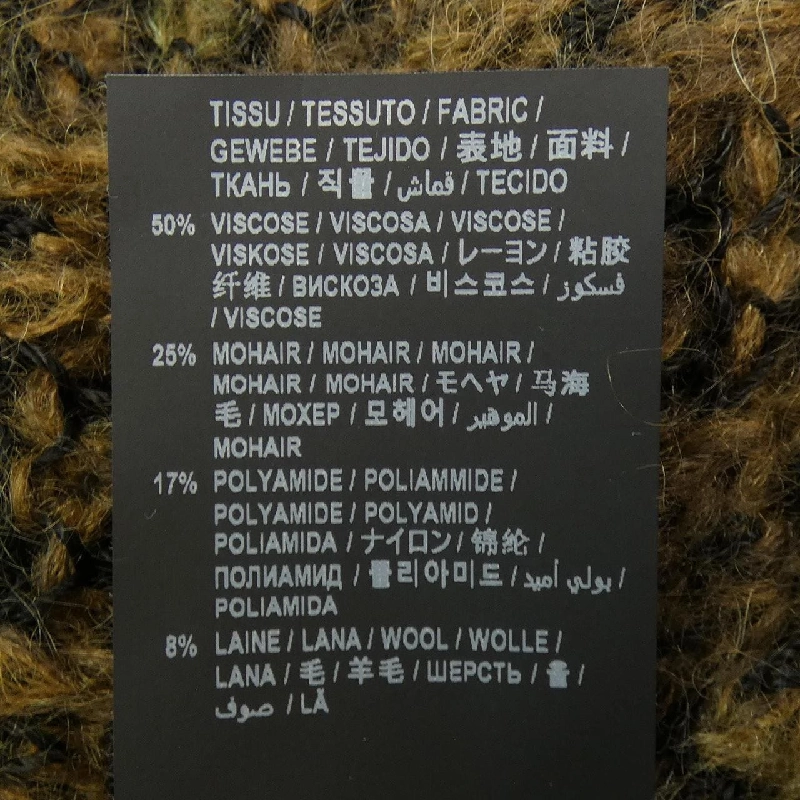 TISSU / TESSUTO / FABRIC /
GEWEBE / TEJIDO / 表地 / 面料 /
ТКАНЬ / 직물 / قماش / TECIDO
50% VISCOSE / VISCOSA / VISCOSE /
VISKOSE / VISCOSA / レーヨン / 粘胶
纤维 / ВИСКОЗА / 비스코스 / فسكوز
/ VISCOSE
25% MOHAIR / MOHAIR / MOHAIR /
MOHAIR / MOHAIR / モヘヤ / 马海
毛 / МОХЕР / 모헤어 / الموهير /
MOHAIR
17% POLYAMIDE / POLIAMMIDE /
POLYAMIDE / POLYAMID /
POLIAMIDA / ナイロン / 锦纶 /
ПОЛИАМИД / 폴리아미드 / بولي أميد /
POLIAMIDA
8% LAINE / LANA / WOOL / WOLLE /
LANA / 毛 / 羊毛 / ШЕРСТЬ / 울 /
صوف / LÃ